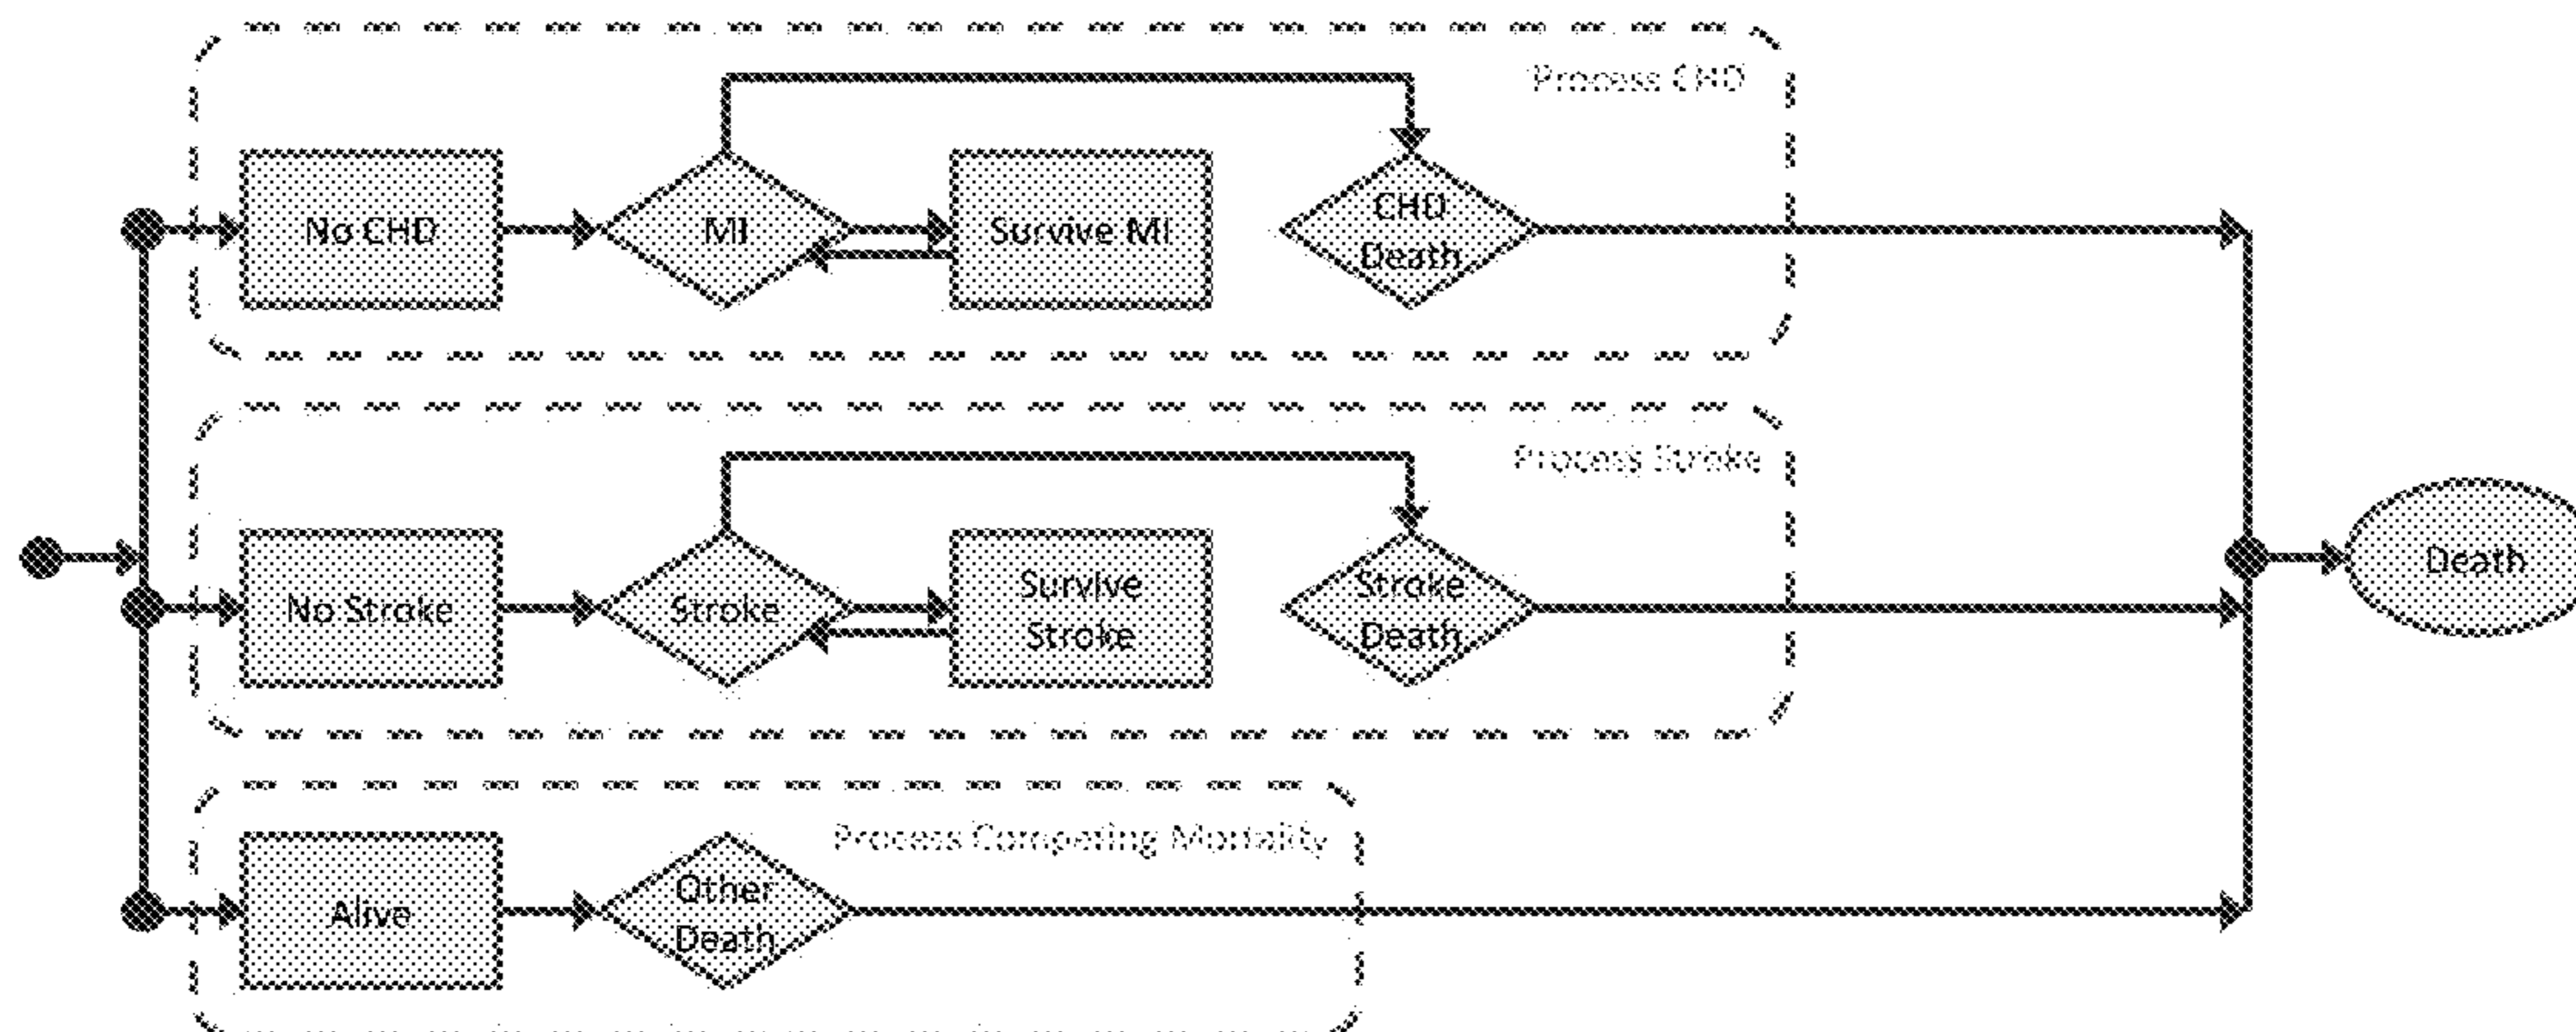 Process CHD
No CHD
MI
Survive MI
CHD
Death
Process Stroke
No Stroke
Stroke
Survive
Stroke
Stroke
Death
Death
Process Competing Mortality
Alive
Other
Death